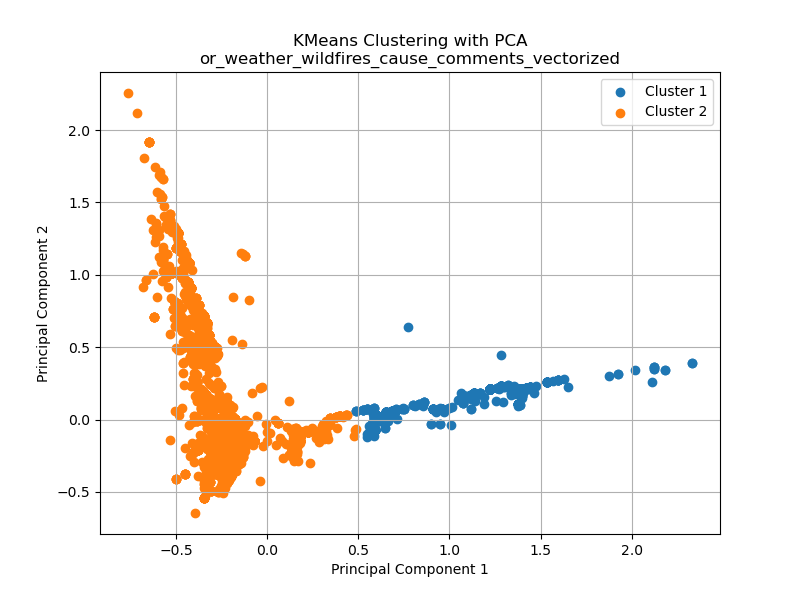 KMeans Clustering with PCA
or_weather_wildfires_cause_comments_vectorized
Cluster 1
Cluster 2
2.0
1.5
1.0
0.5
0.0
−0.5
Principal Component 2
−0.5
0.0
0.5
1.0
1.5
2.0
Principal Component 1